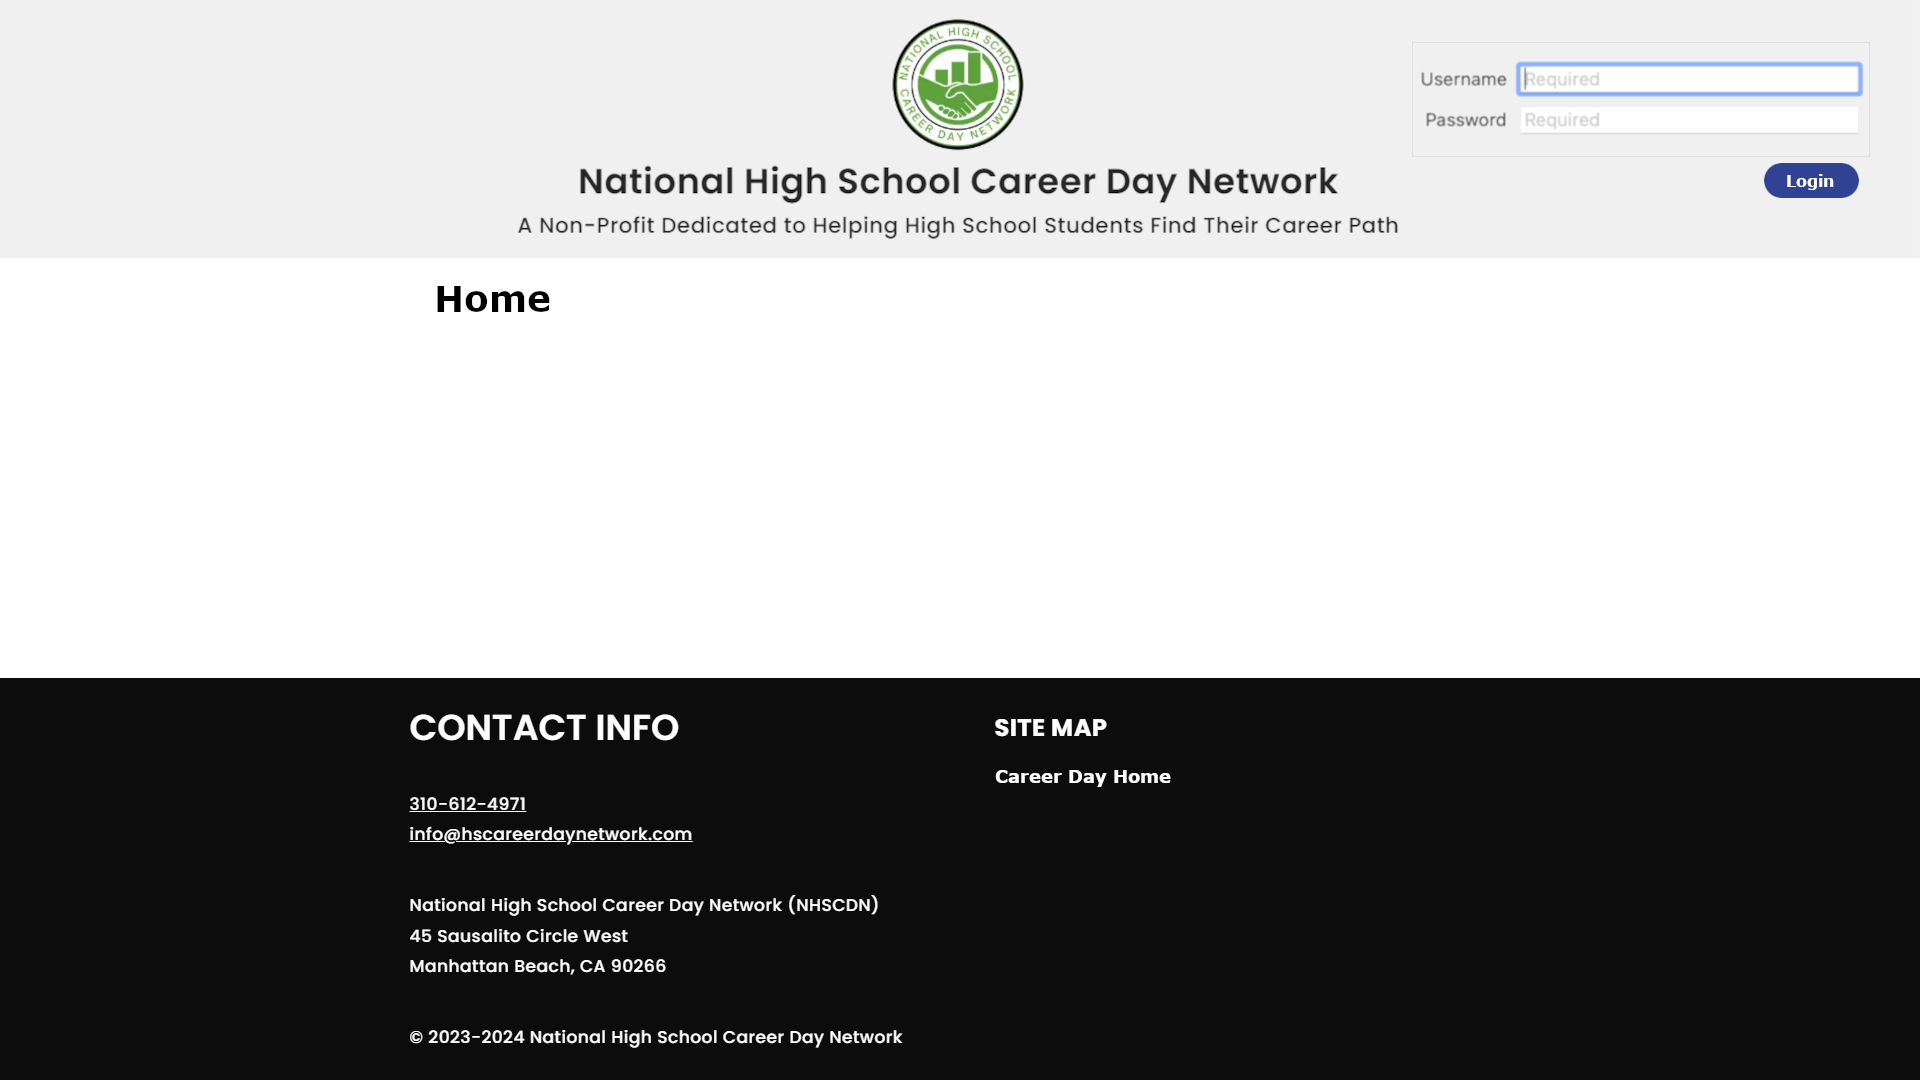 NATIONAL HIGH SCHOOL
CAREER DAY NETWORK
Username Required
Password Required
National High School Career Day Network
Login
A Non-Profit Dedicated to Helping High School Students Find Their Career Path
Home
CONTACT INFO
310-612-4971
info@hscareerdaynetwork.com
National High School Career Day Network (NHSCDN)
45 Sausalito Circle West
Manhattan Beach, CA 90266
© 2023-2024 National High School Career Day Network
SITE MAP
Career Day Home